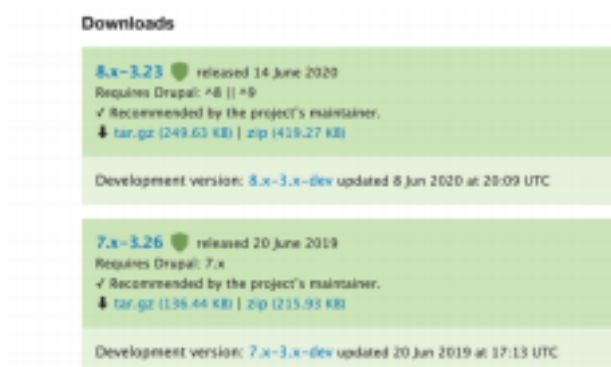 Downloads
8.x-3.23 released 14 June 2020
Requires Drupal: ^8 || ^9
✓ Recommended by the project's maintainer.
tar.gz (249.63 KB) | zip (419.27 KB)
Development version: 8.x-3.x-dev updated 8 Jun 2020 at 20:09 UTC
7.x-3.26 released 20 June 2019
Requires Drupal: 7.x
✓ Recommended by the project's maintainer.
tar.gz (136.44 KB) | zip (215.93 KB)
Development version: 7.x-3.x-dev updated 20 Jun 2019 at 17:13 UTC